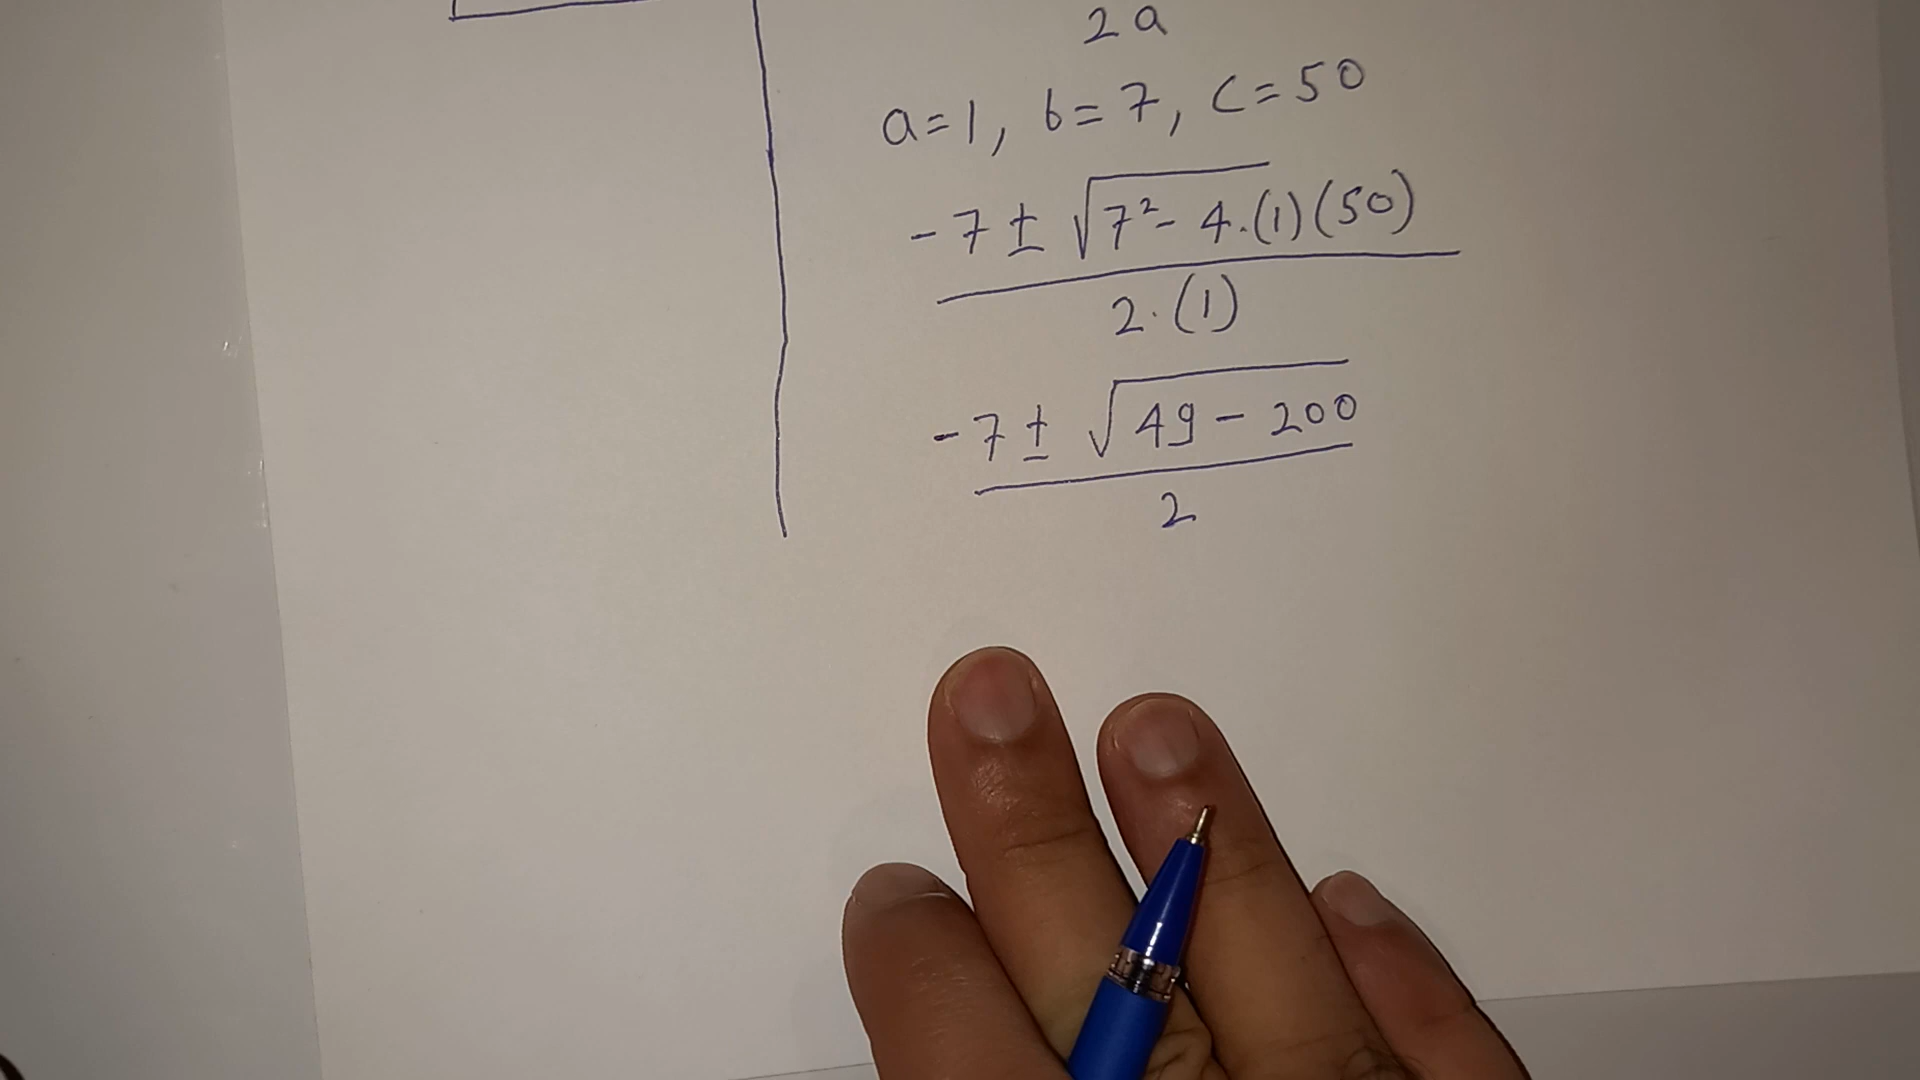 2a
a=1, b=7, c=50
-7 ± √7²- 4.(1)(50)
2.(1)
-7 ± √49 - 200
2